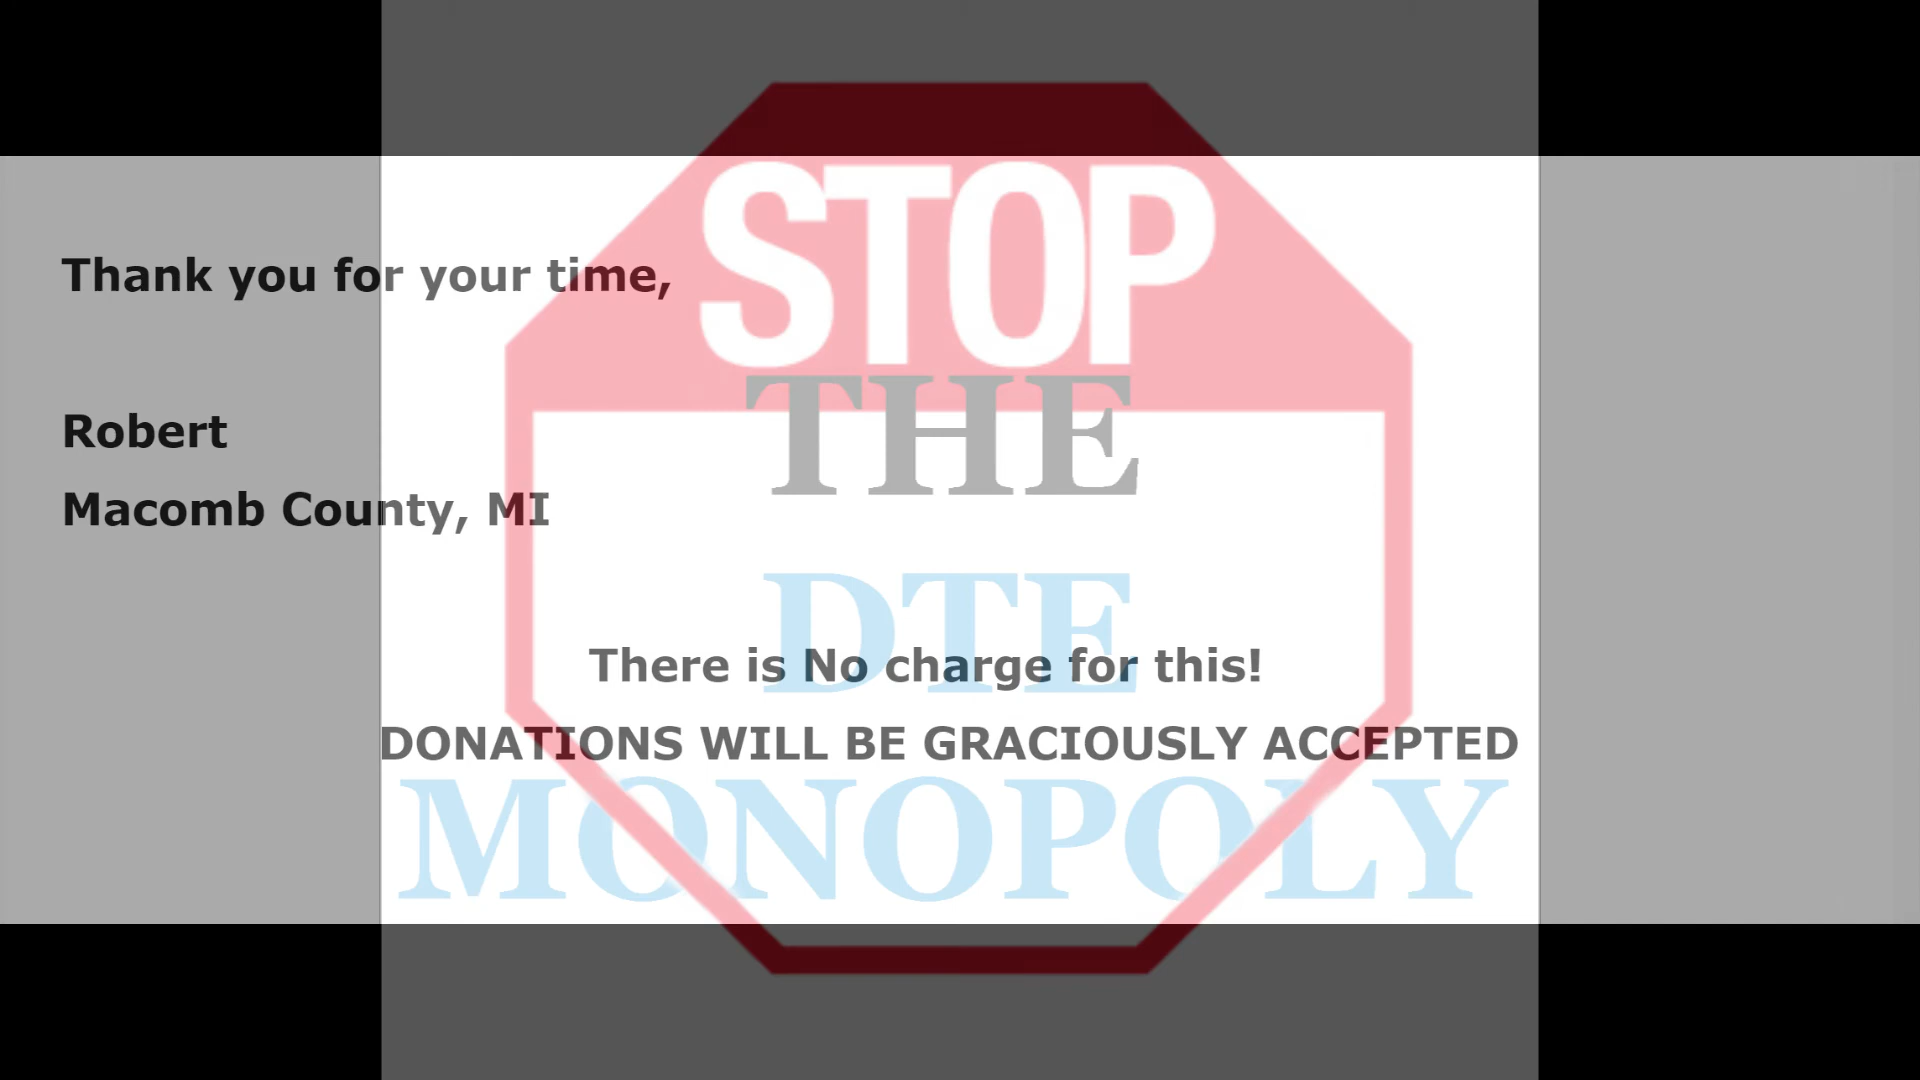 STOP
Thank you for your time,
THE
Robert
Macomb County, MI
DTE
There is No charge for this!
DONATIONS WILL BE GRACIOUSLY ACCEPTED
MONOPOLY